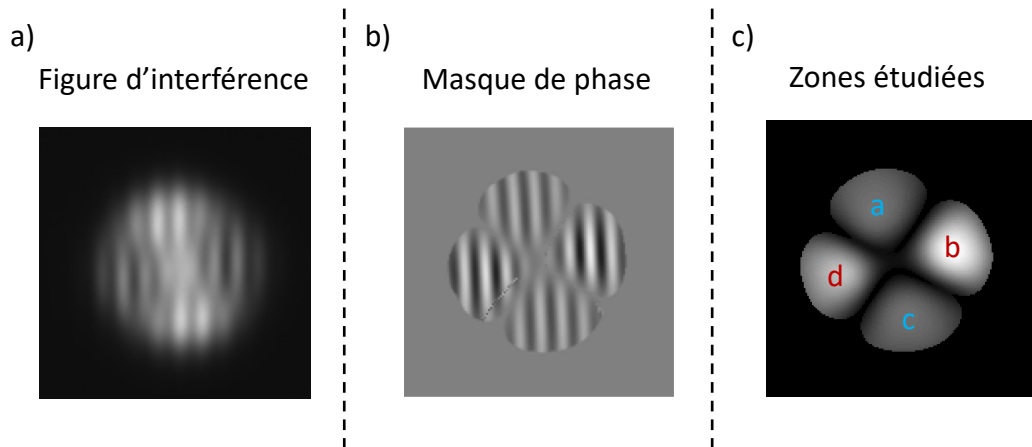 a)
Figure d’interférence
b)
Masque de phase
c)
Zones étudiées
a
b
d
c